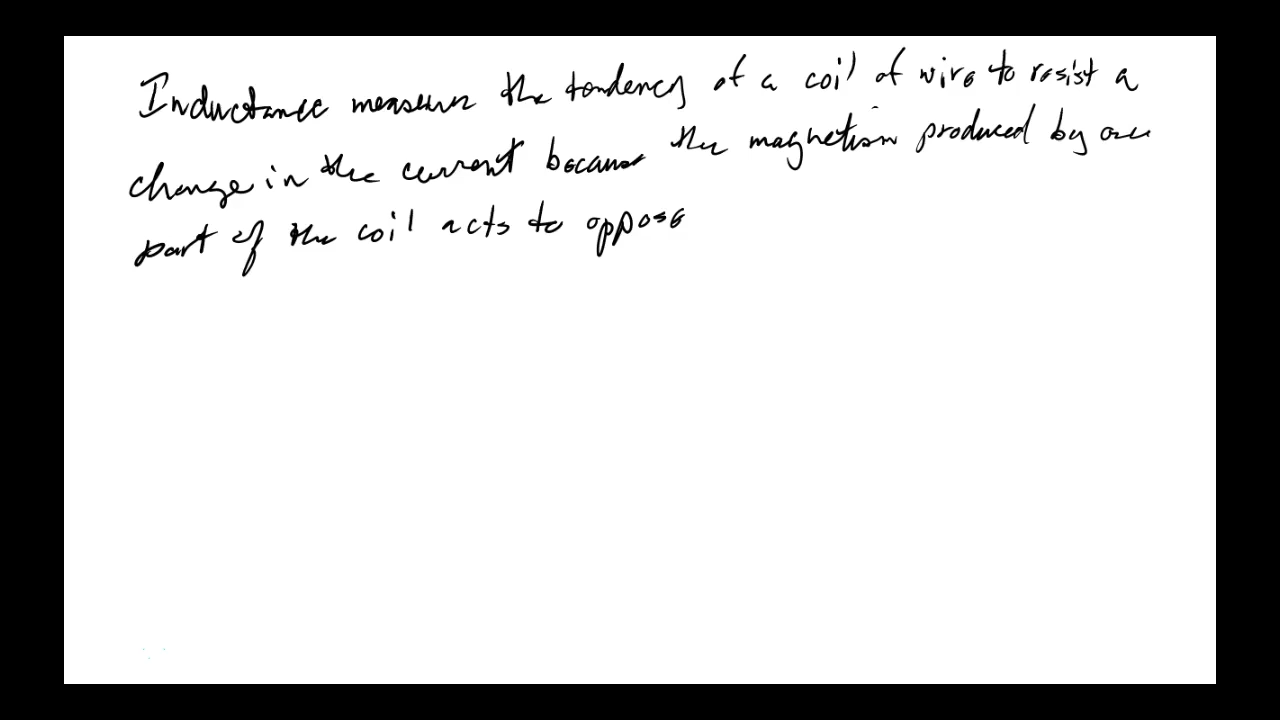 Inductance measures the tendency of a coil of wire to resist a
change in the current because the magnetism produced by one
part of the coil acts to oppose